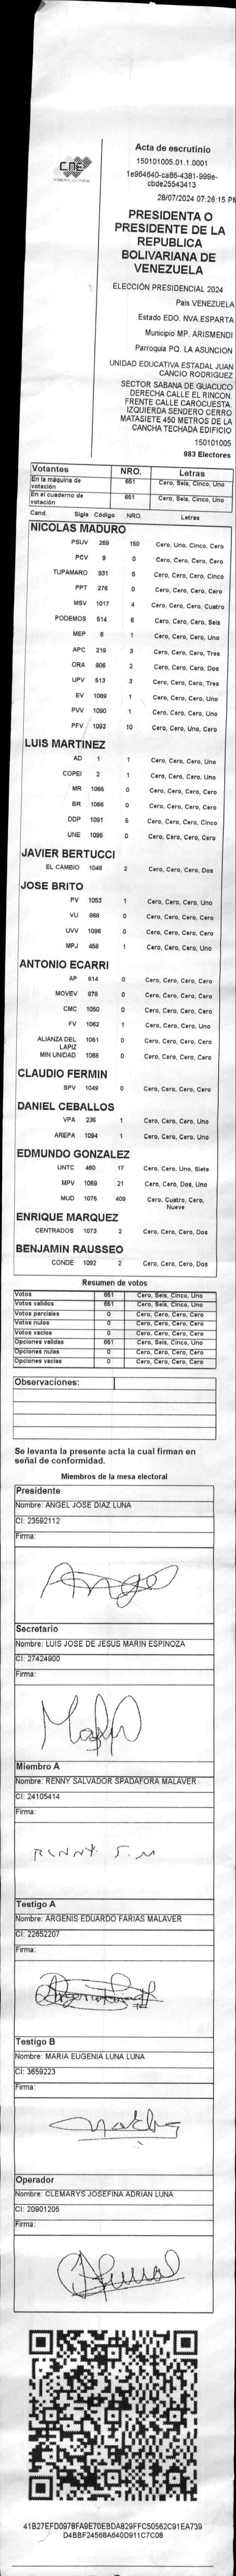 CNE
Acta de escrutinio
150101005.01.1.0001
1e964640-ca86-4381-999e-
cbde25543413
28/07/2024 07:26:15 PM
PRESIDENTA O
PRESIDENTE DE LA
REPUBLICA
BOLIVARIANA DE
VENEZUELA
ELECCIÓN PRESIDENCIAL 2024
Pais VENEZUELA
Estado EDO. NVA.ESPARTA
Municipio MP. ARISMENDI
Parroquia PQ. LA ASUNCION
UNIDAD EDUCATIVA ESTADAL JUAN
CANCIO RODRIGUEZ
SECTOR SABANA DE GUACUCO
DERECHA CALLE EL RINCON.
FRENTE CALLE CAROCUESTA.
IZQUIERDA SENDERO CERRO
MATASIETE 450 METROS DE LA
CANCHA TECHADA EDIFICIO
150101005
983 Electores
Votantes NRO. Letras
En la máquina de votación 651 Cero, Seis, Cinco, Uno
En el cuaderno de votación 651 Cero, Seis, Cinco, Uno
Cand. Sigla Código NRO. Letras
NICOLAS MADURO
PSUV 269 150 Cero, Uno, Cinco, Cero
PCV 9 0 Cero, Cero, Cero, Cero
TUPAMARO 931 5 Cero, Cero, Cero, Cinco
PPT 276 0 Cero, Cero, Cero, Cero
MSV 1017 4 Cero, Cero, Cero, Cuatro
PODEMOS 514 6 Cero, Cero, Cero, Seis
MEP 6 1 Cero, Cero, Cero, Uno
APC 219 3 Cero, Cero, Cero, Tres
ORA 906 2 Cero, Cero, Cero, Dos
UPV 513 3 Cero, Cero, Cero, Tres
EV 1089 1 Cero, Cero, Cero, Uno
PVV 1090 1 Cero, Cero, Cero, Uno
PFV 1093 10 Cero, Cero, Uno, Cero
LUIS MARTINEZ
AD 1 1 Cero, Cero, Cero, Uno
COPEI 2 1 Cero, Cero, Cero, Uno
MR 1065 0 Cero, Cero, Cero, Cero
BR 1066 0 Cero, Cero, Cero, Cero
DDP 1091 5 Cero, Cero, Cero, Cinco
UNE 1095 0 Cero, Cero, Cero, Cero
JAVIER BERTUCCI
EL CAMBIO 1048 2 Cero, Cero, Cero, Dos
JOSE BRITO
PV 1053 1 Cero, Cero, Cero, Uno
VU 868 0 Cero, Cero, Cero, Cero
UVV 1096 0 Cero, Cero, Cero, Cero
MPJ 458 1 Cero, Cero, Cero, Uno
ANTONIO ECARRI
AP 814 0 Cero, Cero, Cero, Cero
MOVEV 878 0 Cero, Cero, Cero, Cero
CMC 1050 0 Cero, Cero, Cero, Cero
FV 1062 1 Cero, Cero, Cero, Uno
ALIANZA DEL LAPIZ 1051 0 Cero, Cero, Cero, Cero
MIN UNIDAD 1068 0 Cero, Cero, Cero, Cero
CLAUDIO FERMIN
SPV 1049 0 Cero, Cero, Cero, Cero
DANIEL CEBALLOS
VPA 236 1 Cero, Cero, Cero, Uno
AREPA 1094 1 Cero, Cero, Cero, Uno
EDMUNDO GONZALEZ
UNTC 460 17 Cero, Cero, Uno, Siete
MPV 1069 21 Cero, Cero, Dos, Uno
MUD 1076 409 Cero, Cuatro, Cero,
Nueve
ENRIQUE MARQUEZ
CENTRADOS 1073 2 Cero, Cero, Cero, Dos
BENJAMIN RAUSSEO
CONDE 1092 2 Cero, Cero, Cero, Dos
Resumen de votos
Votos 651 Cero, Seis, Cinco, Uno
Votos validos 651 Cero, Seis, Cinco, Uno
Votos parciales 0 Cero, Cero, Cero, Cero
Votos nulos 0 Cero, Cero, Cero, Cero
Votos vacios 0 Cero, Cero, Cero, Cero
Opciones validas 651 Cero, Seis, Cinco, Uno
Opciones nulas 0 Cero, Cero, Cero, Cero
Opciones vacias 0 Cero, Cero, Cero, Cero
Observaciones:
Se levanta la presente acta la cual firman en
señal de conformidad.
Miembros de la mesa electoral
Presidente
Nombre: ANGEL JOSE DIAZ LUNA
CI: 23592112
Firma:
Angel
Secretario
Nombre: LUIS JOSE DE JESUS MARIN ESPINOZA
CI: 27424900
Firma:
Miembro A
Nombre: RENNY SALVADOR SPADAFORA MALAVER
CI: 24105414
Firma:
RENNY S. M
Testigo A
Nombre: ARGENIS EDUARDO FARIAS MALAVER
CI: 22652207
Firma:
Testigo B
Nombre: MARIA EUGENIA LUNA LUNA
CI: 3659223
Firma:
Operador
Nombre: CLEMARYS JOSEFINA ADRIAN LUNA
CI: 20901205
Firma:
41B27EFD0978FA9E70EBDA829FFC50562C91EA739
D4BBF24568A640D911C7C08